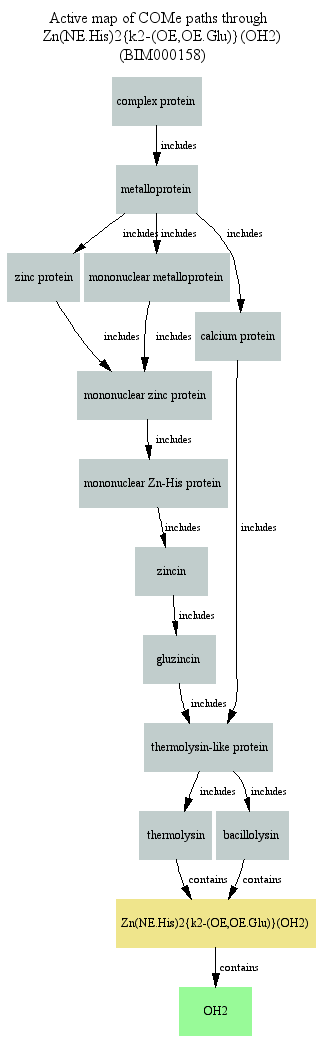 Active map of COMe paths through
Zn(NE.His)2{k2-(OE,OE.Glu)}(OH2)
(BIM000158)
complex protein
includes
metalloprotein
includes includes includes
zinc protein mononuclear metalloprotein
calcium protein
includes includes
mononuclear zinc protein
includes
mononuclear Zn-His protein
includes includes
zincin
includes
gluzincin
includes
thermolysin-like protein
includes includes
thermolysin bacillolysin
contains contains
Zn(NE.His)2{k2-(OE,OE.Glu)}(OH2)
contains
OH2